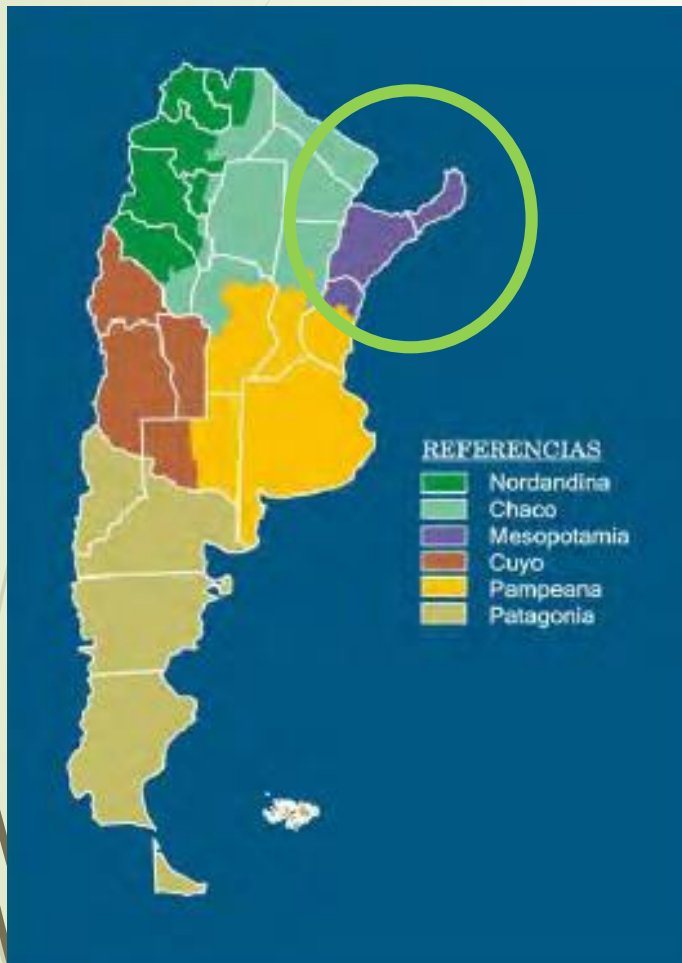 REFERENCIAS
Nordandina
Chaco
Mesopotamia
Cuyo
Pampeana
Patagonia